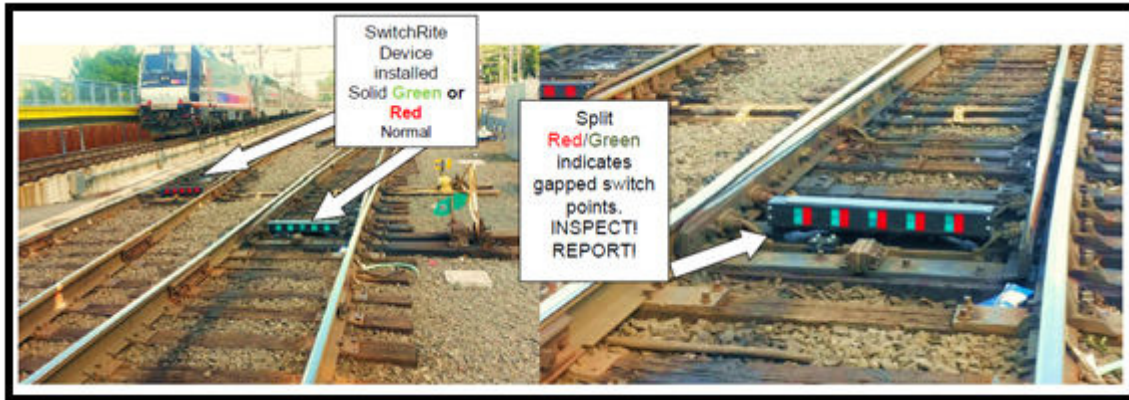 SwitchRite
Device
installed
Solid Green or
Red
Normal
Split
Red/Green
indicates
gapped switch
points.
INSPECT!
REPORT!